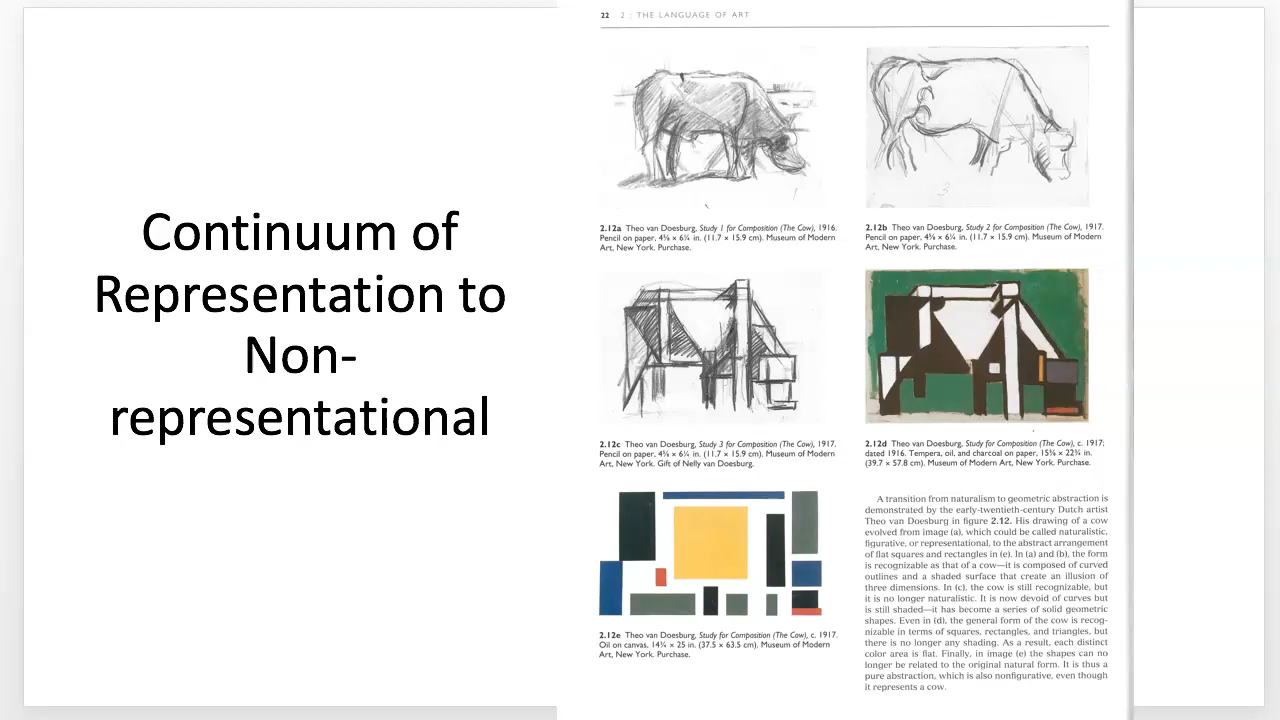 Continuum of
Representation to
Non-
representational
22 2 : THE LANGUAGE OF ART
2.12a Theo van Doesburg, Study 1 for Composition (The Cow), 1916.
Pencil on paper, 4⅝ × 6¼ in. (11.7 × 15.9 cm). Museum of Modern
Art, New York. Purchase.
2.12b Theo van Doesburg, Study 2 for Composition (The Cow), 1917.
Pencil on paper, 4⅝ × 6¼ in. (11.7 × 15.9 cm). Museum of Modern
Art, New York. Purchase.
2.12c Theo van Doesburg, Study 3 for Composition (The Cow), 1917.
Pencil on paper, 4⅝ × 6¼ in. (11.7 × 15.9 cm). Museum of Modern
Art, New York. Gift of Nelly van Doesburg.
2.12d Theo van Doesburg, Study for Composition (The Cow), c. 1917;
dated 1916. Tempera, oil, and charcoal on paper, 15⅝ × 22¾ in.
(39.7 × 57.8 cm). Museum of Modern Art, New York. Purchase.
2.12e Theo van Doesburg, Study for Composition (The Cow), c. 1917.
Oil on canvas, 14¾ × 25 in. (37.5 × 63.5 cm). Museum of Modern
Art, New York. Purchase.
A transition from naturalism to geometric abstraction is
demonstrated by the early-twentieth-century Dutch artist
Theo van Doesburg in figure 2.12. His drawing of a cow
evolved from image (a), which could be called naturalistic,
figurative, or representational, to the abstract arrangement
of flat squares and rectangles in (e). In (a) and (b), the form
is recognizable as that of a cow—it is composed of curved
outlines and a shaded surface that create an illusion of
three dimensions. In (c), the cow is still recognizable, but
it is no longer naturalistic. It is now devoid of curves but
is still shaded—it has become a series of solid geometric
shapes. Even in (d), the general form of the cow is recog-
nizable in terms of squares, rectangles, and triangles, but
there is no longer any shading. As a result, each distinct
color area is flat. Finally, in image (e) the shapes can no
longer be related to the original natural form. It is thus a
pure abstraction, which is also nonfigurative, even though
it represents a cow.